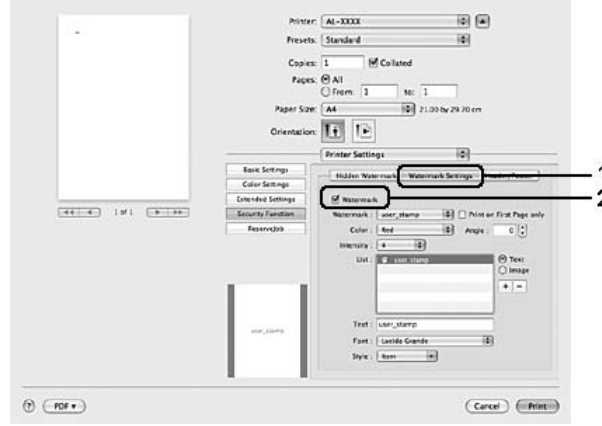 Printer: AL-XXXX
Presets: Standard
Copies: 1 Collated
Pages: All
From: 1 to: 1
Paper Size: A4 21.00 by 29.70 cm
Orientation:
Printer Settings
Basic Settings
Color Settings
Extended Settings
Security Function
ReserveJob
Hidden Watermark Watermark Settings 1
Watermark 2
Watermark : user_stamp Print on First Page only
Color : Red Angle : 0
Intensity : 4
List : user_stamp Text
Image
+ -
Text : user_stamp
Font : Lucida Grande
Style :
1 of 1
user_stamp
? PDF Cancel Print